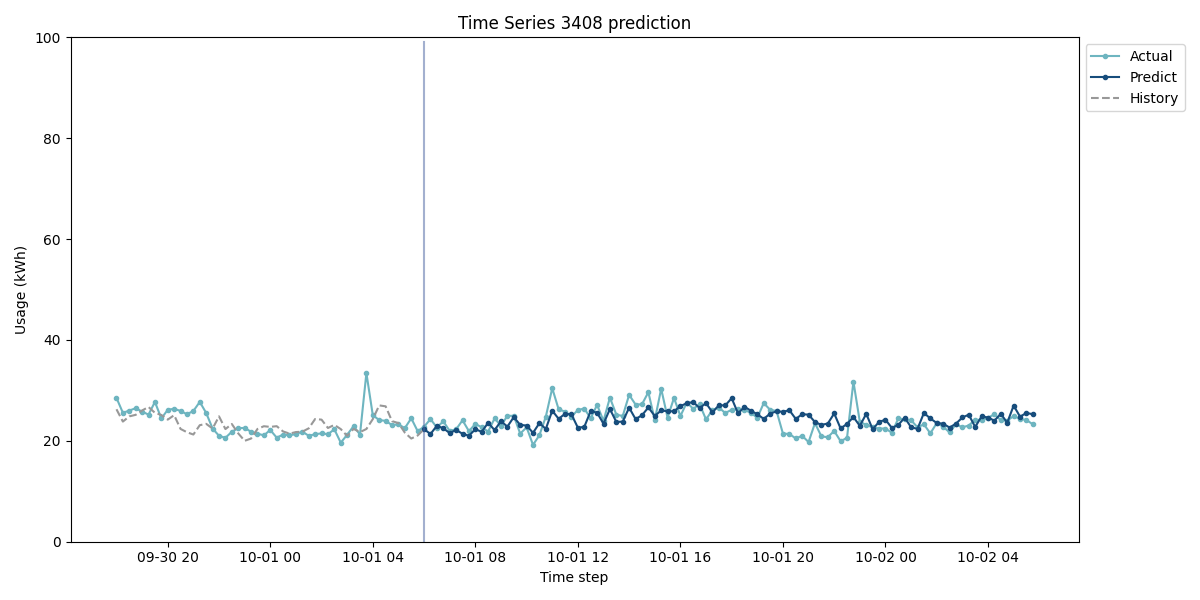 Time Series 3408 prediction
Actual
Predict
History
Usage (kWh)
100
80
60
40
20
0
09-30 20
10-01 00
10-01 04
10-01 08
10-01 12
10-01 16
10-01 20
10-02 00
10-02 04
Time step